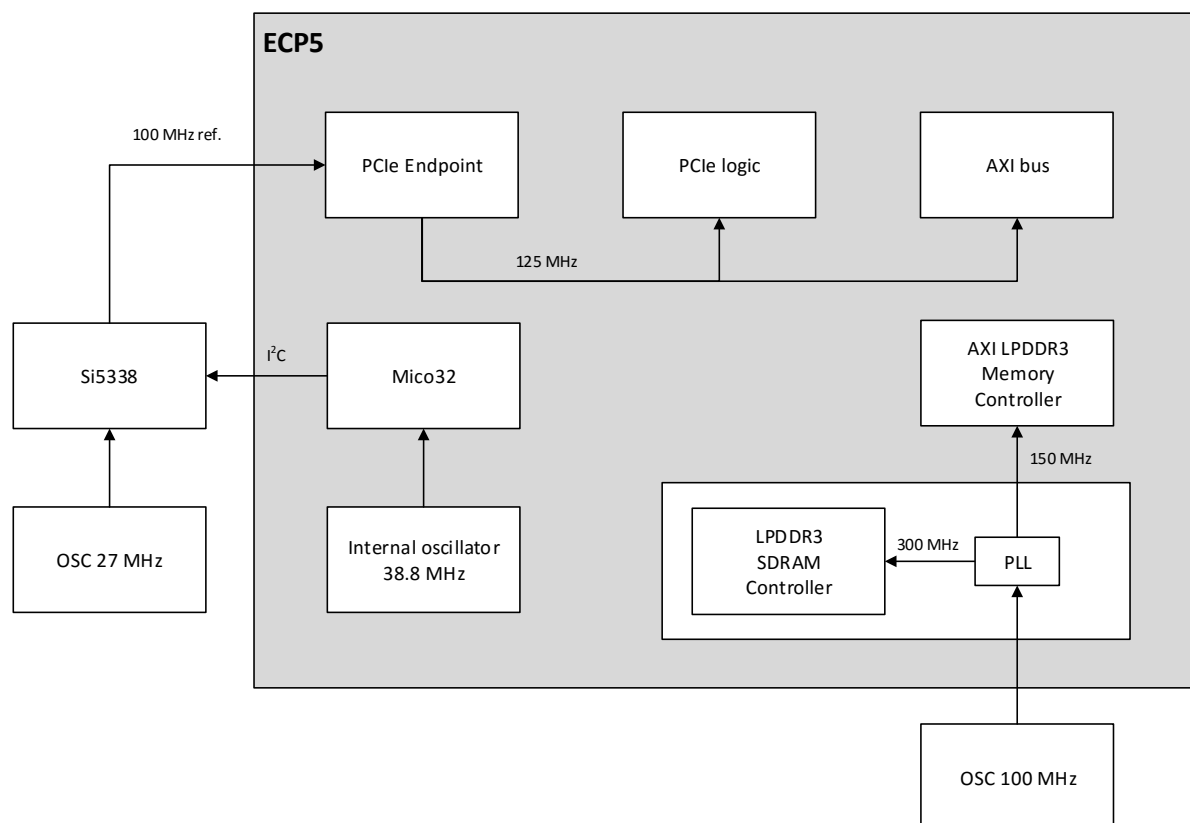 ECP5
100 MHz ref.
PCIe Endpoint
PCIe logic
AXI bus
125 MHz
Si5338
I²C
Mico32
AXI LPDDR3
Memory
Controller
150 MHz
OSC 27 MHz
Internal oscillator
38.8 MHz
LPDDR3
SDRAM
Controller
300 MHz
PLL
OSC 100 MHz